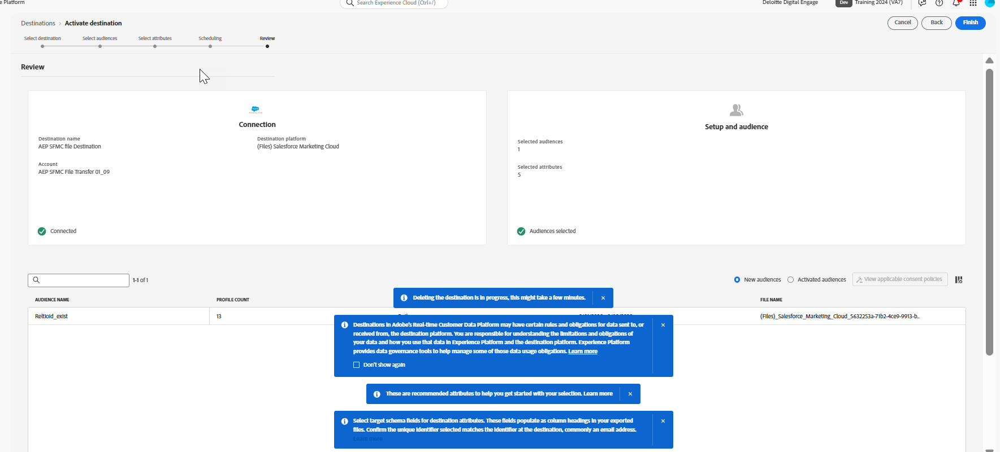 e Platform
Search Experience Cloud (Ctrl+/)
Deloitte Digital Engage
Dev
Training 2024 (VA7)
Destinations › Activate destination
Cancel
Back
Finish
Select destination
Select audiences
Select attributes
Scheduling
Review
Review
Connection
Destination name
AEP SFMC file Destination
Destination platform
(Files) Salesforce Marketing Cloud
Account
AEP SFMC File Transfer 01_09
Connected
Setup and audience
Selected audiences
1
Selected attributes
5
Audiences selected
1-1 of 1
New audiences
Activated audiences
View applicable consent policies
AUDIENCE NAME
PROFILE COUNT
FILE NAME
Reltioid_exist
13
(Files)_Salesforce_Marketing_Cloud_5632253a-71b2-4ce9-9913-b...
Deleting the destination is in progress, this might take a few minutes.
Destinations in Adobe's Real-time Customer Data Platform may have certain rules and obligations for data sent to, or
received from, the destination platform. You are responsible for understanding the limitations and obligations of
your data and how you use that data in Experience Platform and the destination platform. Experience Platform
provides data governance tools to help manage some of those data usage obligations. Learn more
Don't show again
These are recommended attributes to help you get started with your selection. Learn more
Select target schema fields for destination attributes. These fields populate as column headings in your exported
files. Confirm the unique identifier selected matches the identifier at the destination, commonly an email address.
Learn more